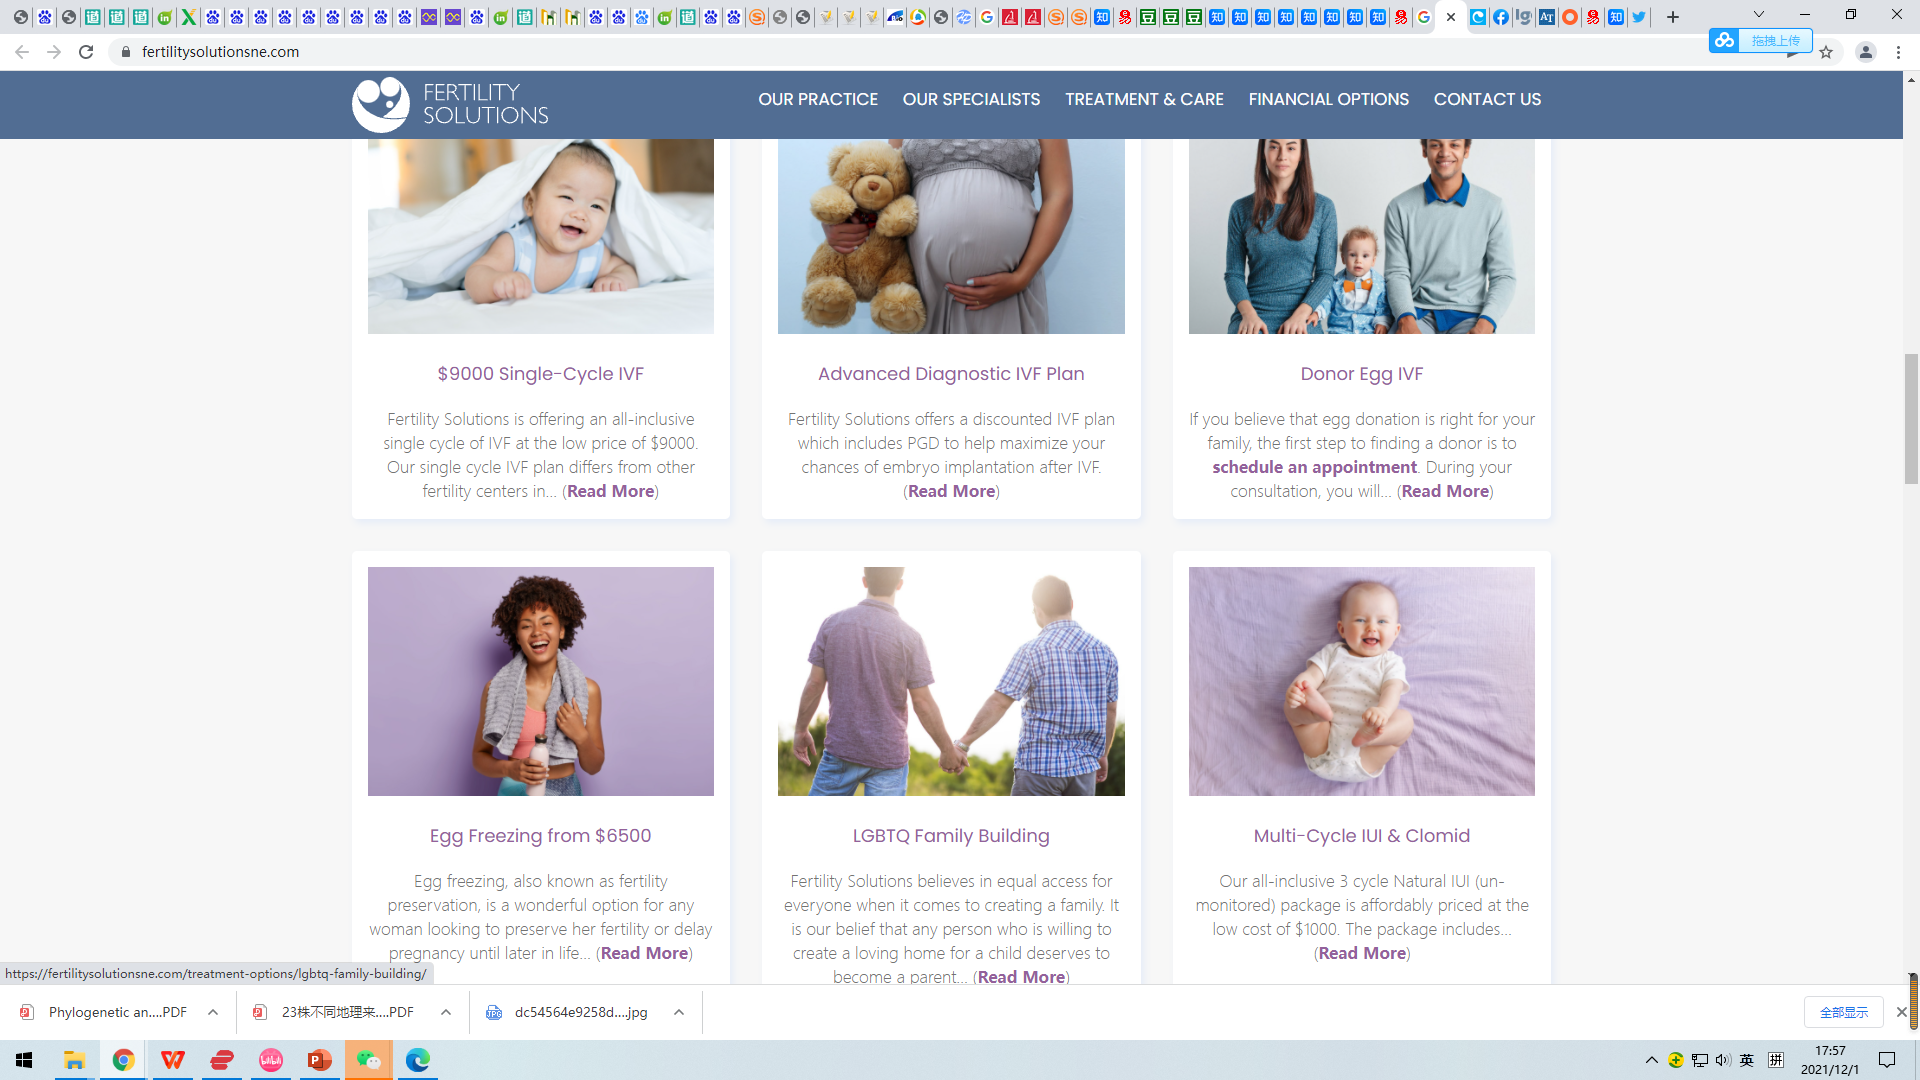 拖拽上传
fertilitysolutionsne.com
FERTILITY
SOLUTIONS
OUR PRACTICE
OUR SPECIALISTS
TREATMENT & CARE
FINANCIAL OPTIONS
CONTACT US
$9000 Single-Cycle IVF
Fertility Solutions is offering an all-inclusive
single cycle of IVF at the low price of $9000.
Our single cycle IVF plan differs from other
fertility centers in... (Read More)
Advanced Diagnostic IVF Plan
Fertility Solutions offers a discounted IVF plan
which includes PGD to help maximize your
chances of embryo implantation after IVF.
(Read More)
Donor Egg IVF
If you believe that egg donation is right for your
family, the first step to finding a donor is to
schedule an appointment. During your
consultation, you will... (Read More)
Egg Freezing from $6500
Egg freezing, also known as fertility
preservation, is a wonderful option for any
woman looking to preserve her fertility or delay
pregnancy until later in life... (Read More)
LGBTQ Family Building
Fertility Solutions believes in equal access for
everyone when it comes to creating a family. It
is our belief that any person who is willing to
create a loving home for a child deserves to
become a parent... (Read More)
Multi-Cycle IUI & Clomid
Our all-inclusive 3 cycle Natural IUI (un-
monitored) package is affordably priced at the
low cost of $1000. The package includes...
(Read More)
https://fertilitysolutionsne.com/treatment-options/lgbtq-family-building/
Phylogenetic an....PDF
23株不同地理来....PDF
dc54564e9258d....jpg
全部显示
英
拼
17:57
2021/12/1